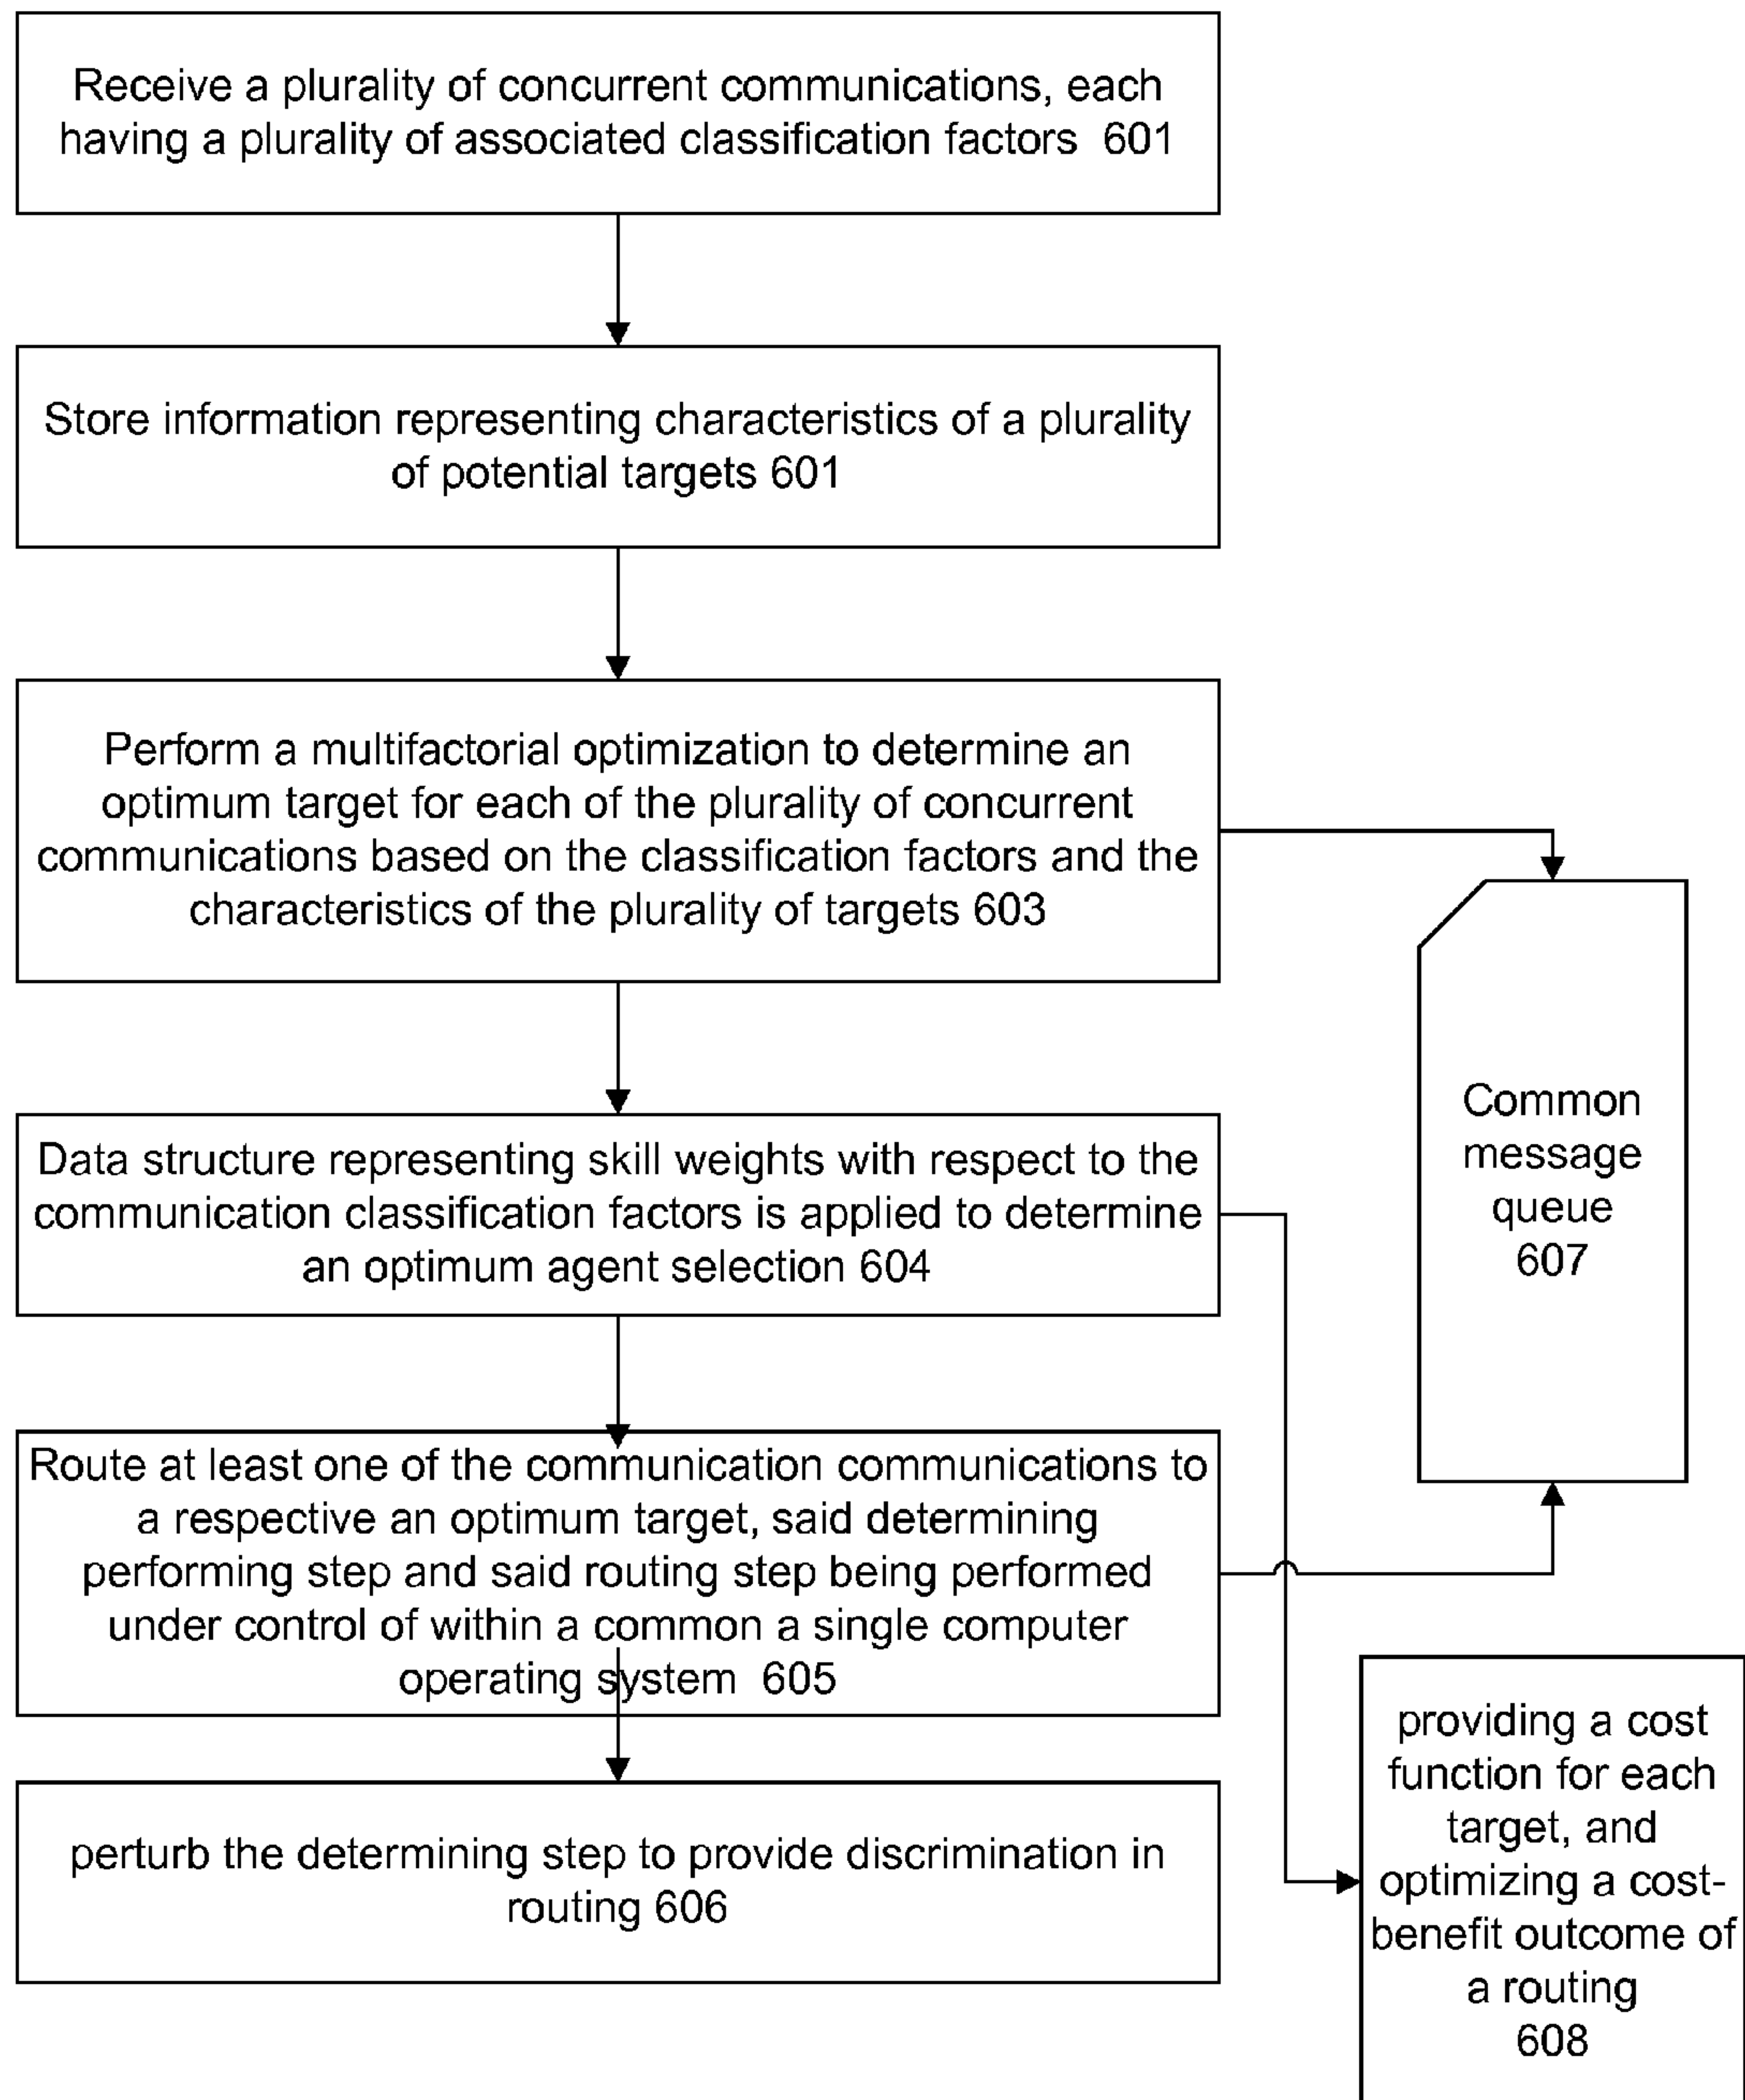 Receive a plurality of concurrent communications, each
having a plurality of associated classification factors 601
Store information representing characteristics of a plurality
of potential targets 601
Perform a multifactorial optimization to determine an
optimum target for each of the plurality of concurrent
communications based on the classification factors and the
characteristics of the plurality of targets 603
Data structure representing skill weights with respect to the
communication classification factors is applied to determine
an optimum agent selection 604
Common
message
queue
607
Route at least one of the communication communications to
a respective an optimum target, said determining
performing step and said routing step being performed
under control of within a common a single computer
operating system 605
perturb the determining step to provide discrimination in
routing 606
providing a cost
function for each
target, and
optimizing a cost-
benefit outcome of
a routing
608